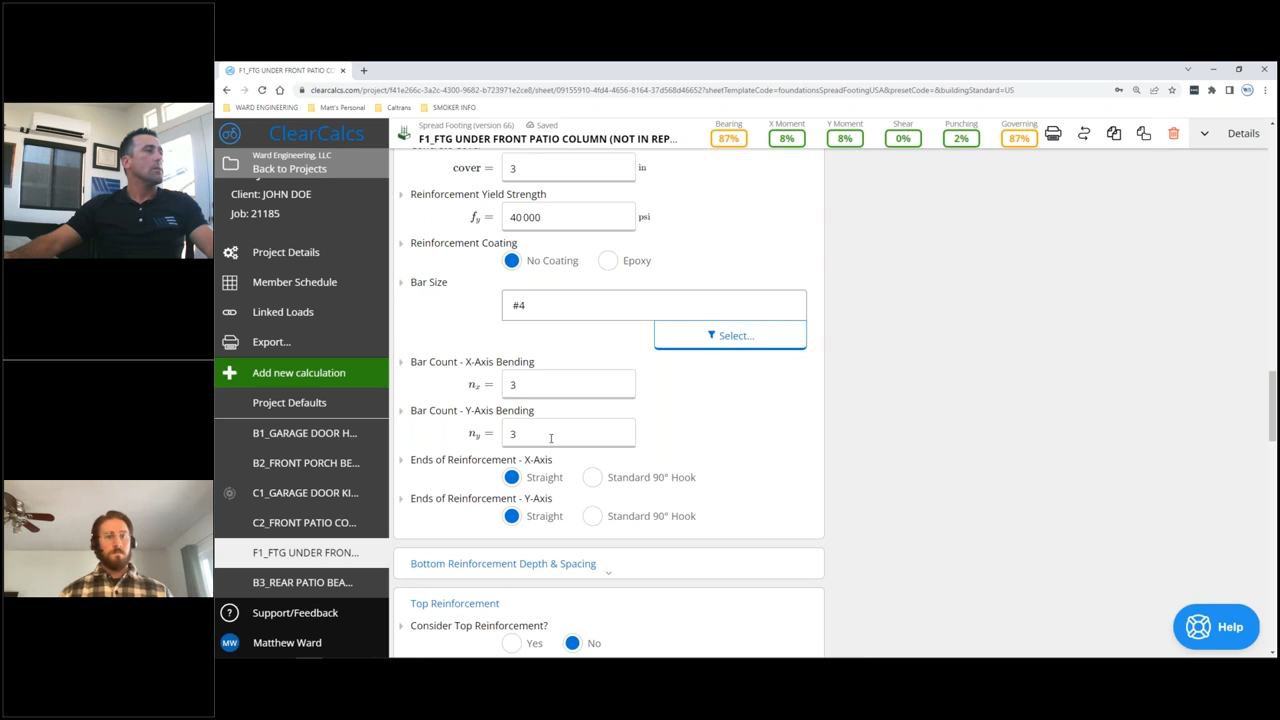 F1_FTG UNDER FRONT PATIO CO
clearcalcs.com/project/f41e266c-3a2c-4300-9682-b723971e2ce8/sheet/09155910-4fd4-4656-8164-37d568d46652?sheetTemplateCode=foundationsSpreadFootingUSA&presetCode=&buildingStandard=US
WARD ENGINEERING
Matt's Personal
Caltrans
SMOKER INFO
ClearCalcs
Spread Footing (version 66)
Saved
F1_FTG UNDER FRONT PATIO COLUMN (NOT IN REP...
Bearing
87%
X Moment
8%
Y Moment
8%
Shear
0%
Punching
2%
Governing
87%
Details
Ward Engineering, LLC
Back to Projects
Client: JOHN DOE
Job: 21185
Project Details
Member Schedule
Linked Loads
Export...
Add new calculation
Project Defaults
B1_GARAGE DOOR H...
B2_FRONT PORCH BE...
C1_GARAGE DOOR KI...
C2_FRONT PATIO CO...
F1_FTG UNDER FRON...
B3_REAR PATIO BEA...
Support/Feedback
MW Matthew Ward
cover = 3 in
Reinforcement Yield Strength
fy = 40 000 psi
Reinforcement Coating
No Coating Epoxy
Bar Size
#4
Select...
Bar Count - X-Axis Bending
nx = 3
Bar Count - Y-Axis Bending
ny = 3
Ends of Reinforcement - X-Axis
Straight Standard 90° Hook
Ends of Reinforcement - Y-Axis
Straight Standard 90° Hook
Bottom Reinforcement Depth & Spacing
Top Reinforcement
Consider Top Reinforcement?
Yes No
Help